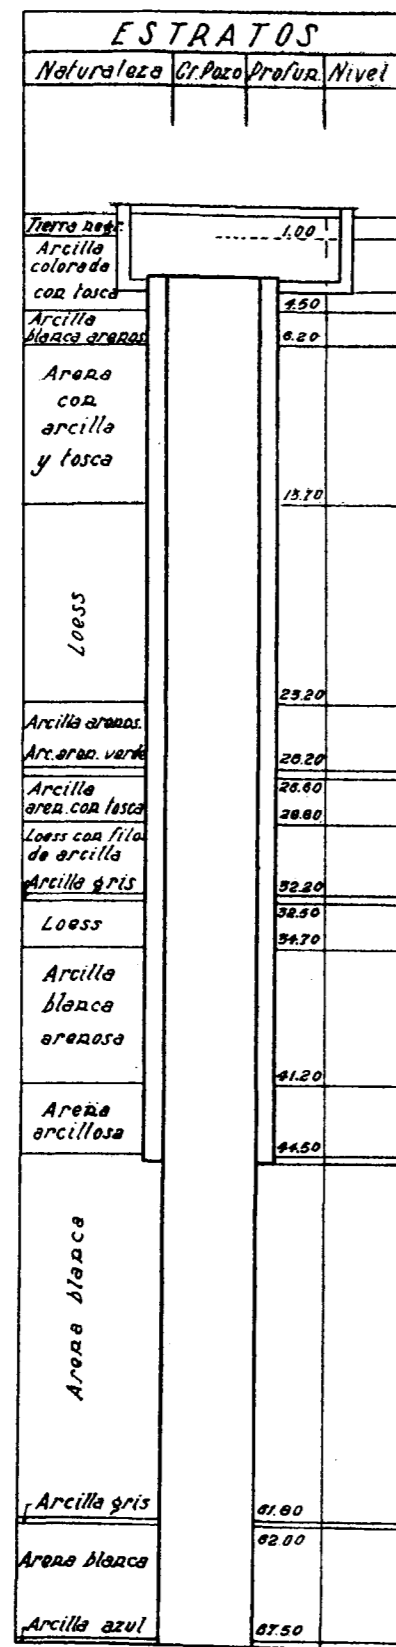 ESTRATOS
Naturaleza Cr.Pozo Profun. Nivel
Tierra negr. 1.00
Arcilla
colorada
con tosca 4.50
Arcilla
blanca arenos. 6.20
Arena
con
arcilla
y tosca
13.70
Loess
23.20
Arcilla arenos.
Arc. aren. verde 26.20
Arcilla 26.60
aren. con tosca 28.80
Loess con filo
de arcilla
Arcilla gris 32.20
32.50
Loess
34.70
Arcilla
blanca
arenosa
41.20
Arena
arcillosa
44.50
Arena blanca
Arcilla gris 61.80
62.00
Arena blanca
Arcilla azul 67.50